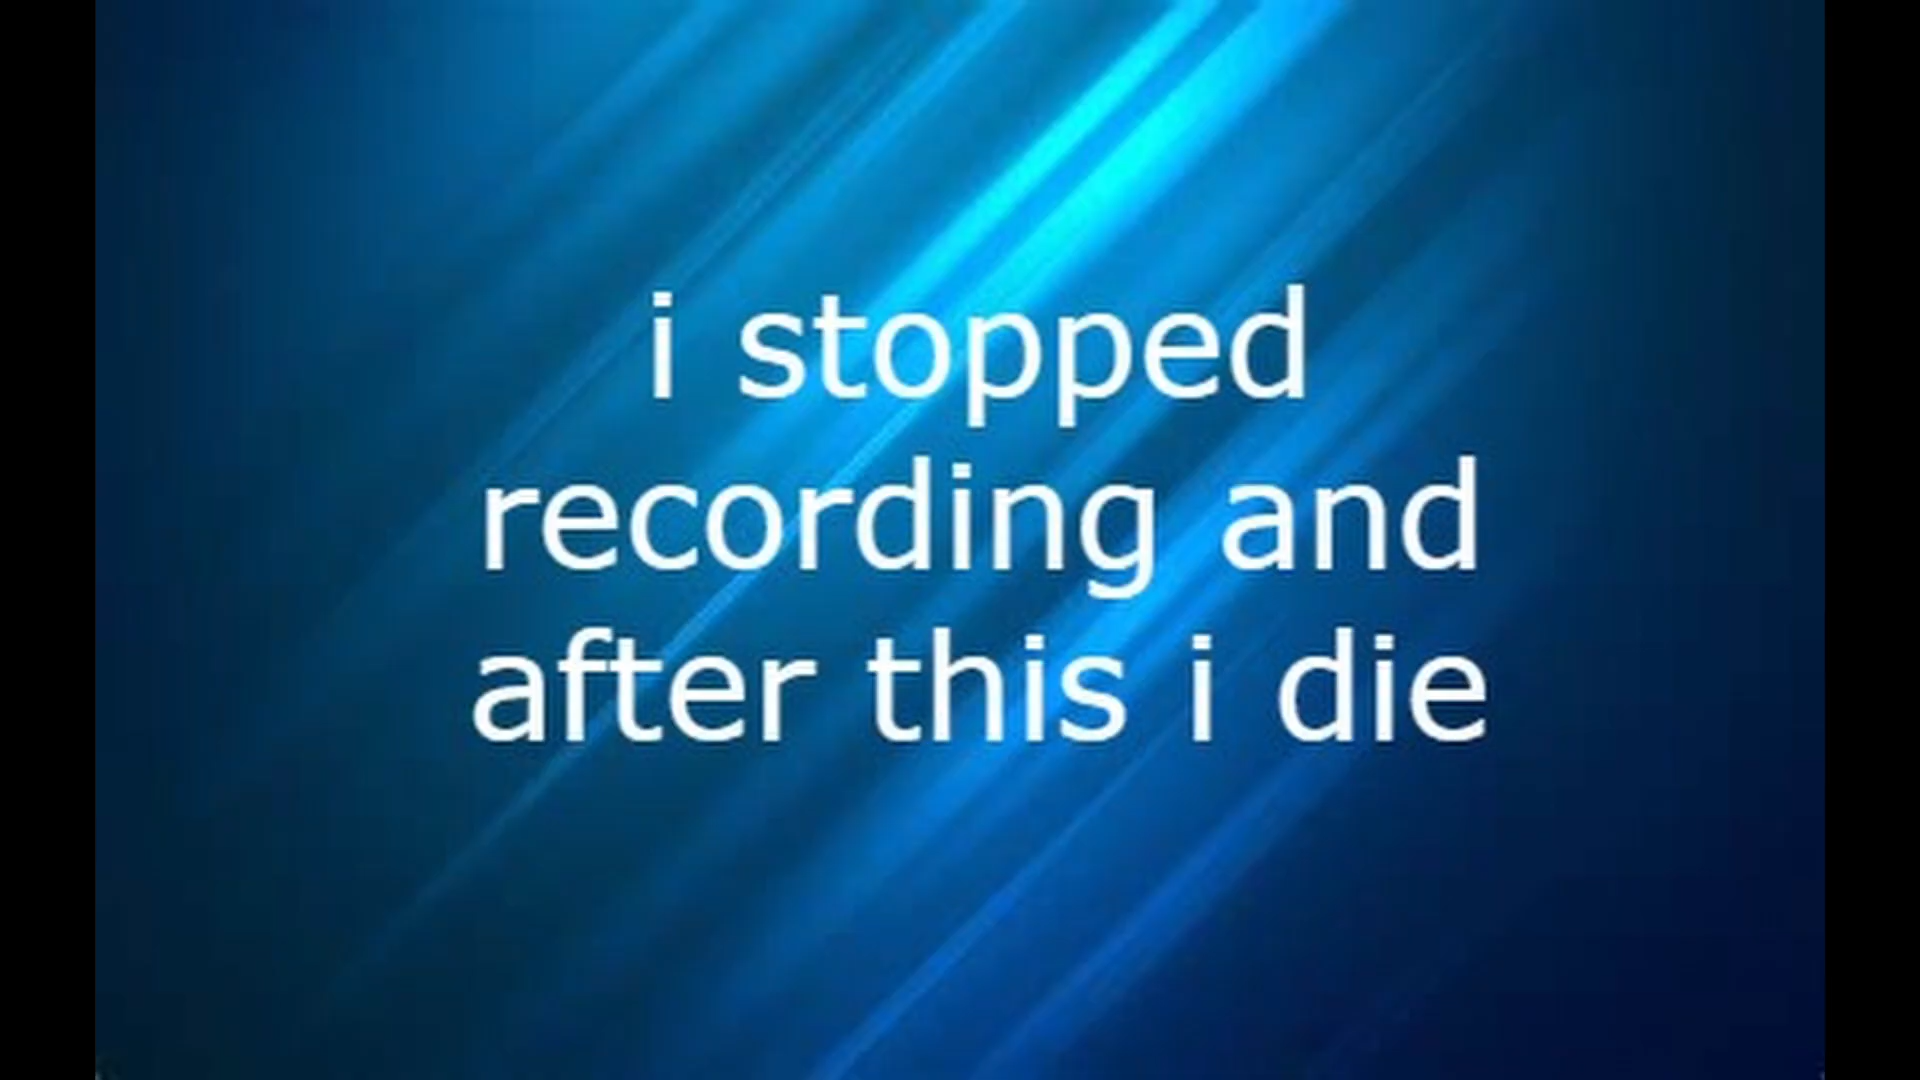 i stopped
recording and
after this i die